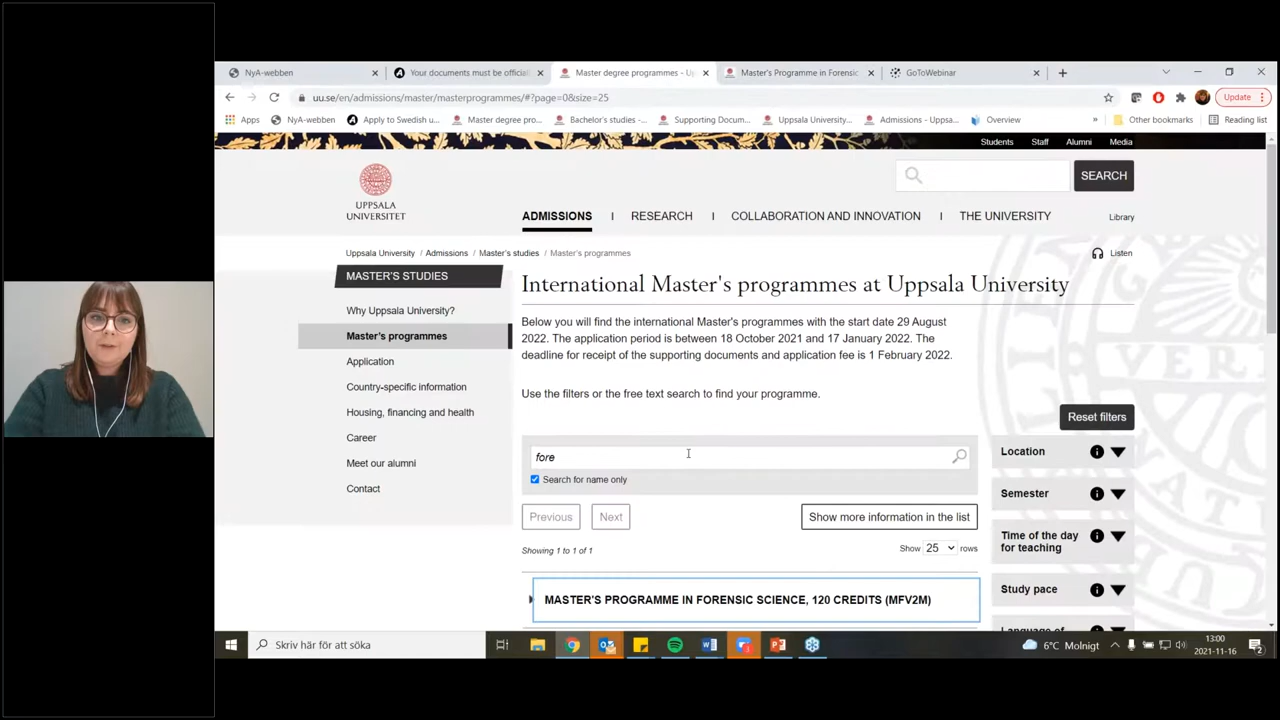 NyA-webben
Your documents must be official
Master degree programmes - Up
Master's Programme in Forensic
GoToWebinar
uu.se/en/admissions/master/masterprogrammes/#?page=0&size=25
Update
Apps
NyA-webben
Apply to Swedish u...
Master degree pro...
Bachelor's studies -...
Supporting Docum...
Uppsala University...
Admissions - Uppsa...
Overview
»
Other bookmarks
Reading list
Students
Staff
Alumni
Media
UPPSALA
UNIVERSITET
SEARCH
ADMISSIONS
RESEARCH
COLLABORATION AND INNOVATION
THE UNIVERSITY
Library
Uppsala University / Admissions / Master's studies / Master's programmes
Listen
MASTER'S STUDIES
Why Uppsala University?
Master's programmes
Application
Country-specific information
Housing, financing and health
Career
Meet our alumni
Contact
International Master's programmes at Uppsala University
Below you will find the international Master's programmes with the start date 29 August
2022. The application period is between 18 October 2021 and 17 January 2022. The
deadline for receipt of the supporting documents and application fee is 1 February 2022.
Use the filters or the free text search to find your programme.
Reset filters
fore
Search for name only
Previous
Next
Show more information in the list
Showing 1 to 1 of 1
Show 25 rows
MASTER'S PROGRAMME IN FORENSIC SCIENCE, 120 CREDITS (MFV2M)
Location
Semester
Time of the day
for teaching
Study pace
Language of
Skriv här för att söka
6°C Molnigt
13:00
2021-11-16
2